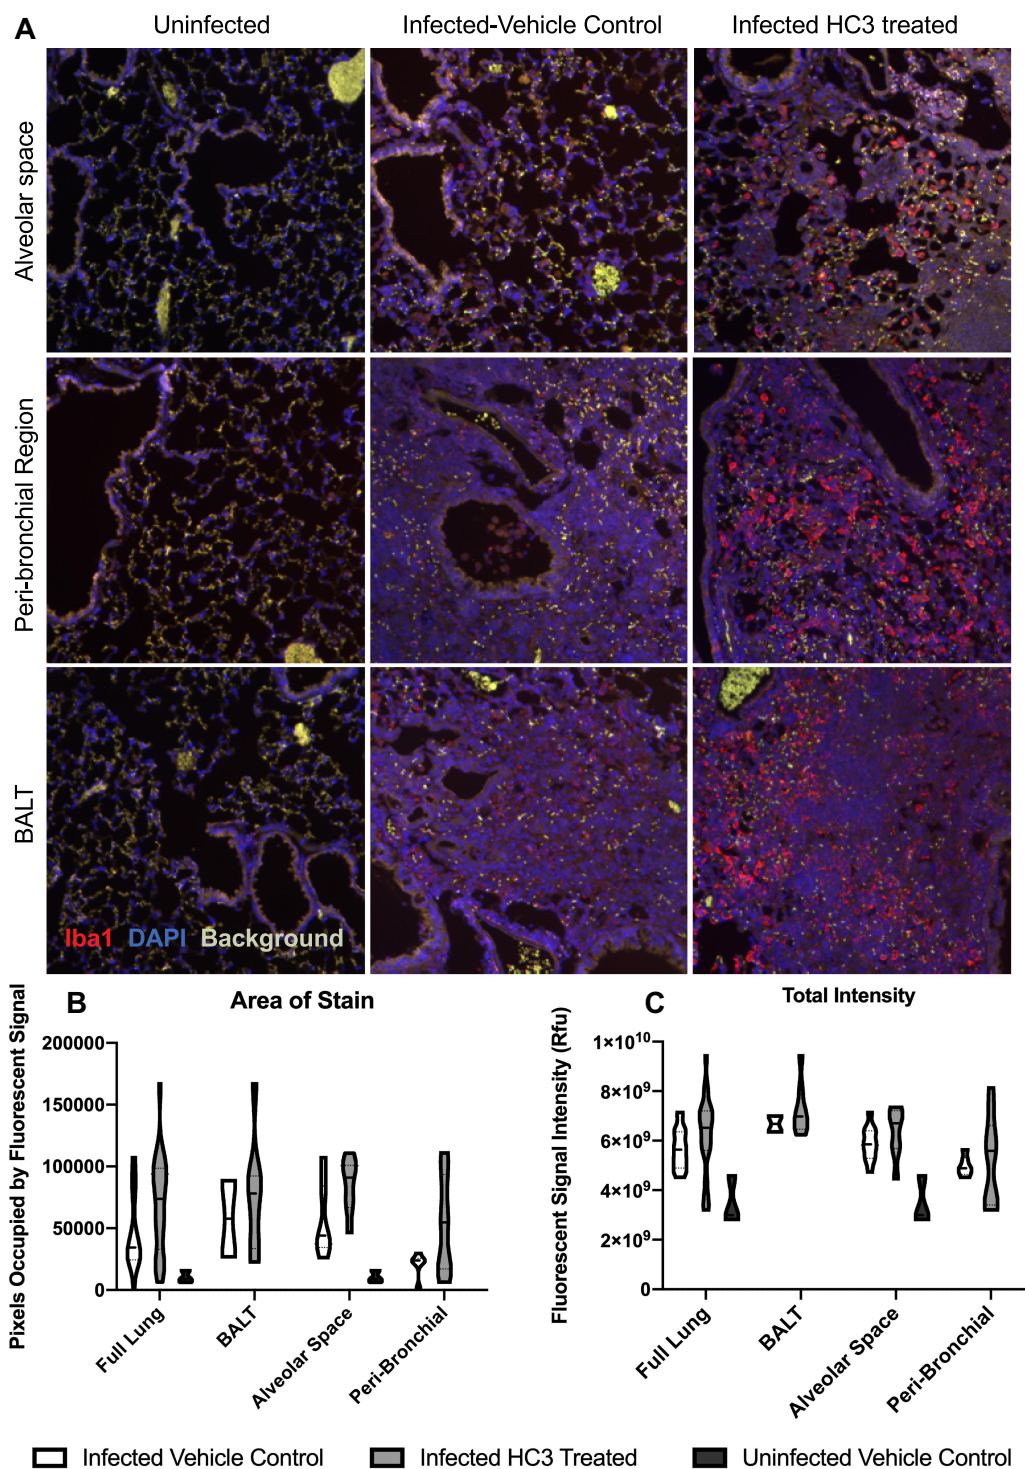 A
Uninfected
Infected-Vehicle Control
Infected HC3 treated
Alveolar space
Peri-bronchial Region
BALT
Iba1 DAPI Background
B
Area of Stain
Pixels Occupied by Fluorescent Signal
200000
150000
100000
50000
0
Full Lung
BALT
Alveolar Space
Peri-Bronchial
C
Total Intensity
Fluorescent Signal Intensity (Rfu)
1×10¹⁰
8×10⁹
6×10⁹
4×10⁹
2×10⁹
0
Full Lung
BALT
Alveolar Space
Peri-Bronchial
Infected Vehicle Control
Infected HC3 Treated
Uninfected Vehicle Control